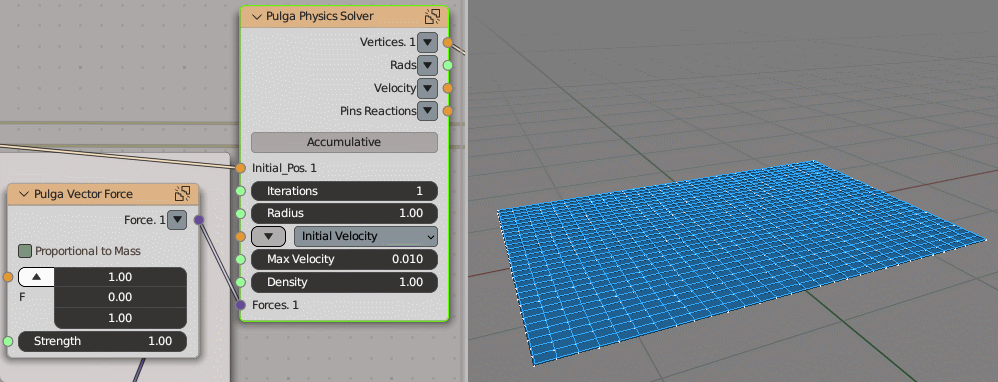 Pulga Physics Solver
Vertices. 1
Rads
Velocity
Pins Reactions
Accumulative
Initial_Pos. 1
Iterations 1
Radius 1.00
Initial Velocity
Max Velocity 0.010
Density 1.00
Forces. 1
Pulga Vector Force
Force. 1
Proportional to Mass
1.00
F 0.00
1.00
Strength 1.00